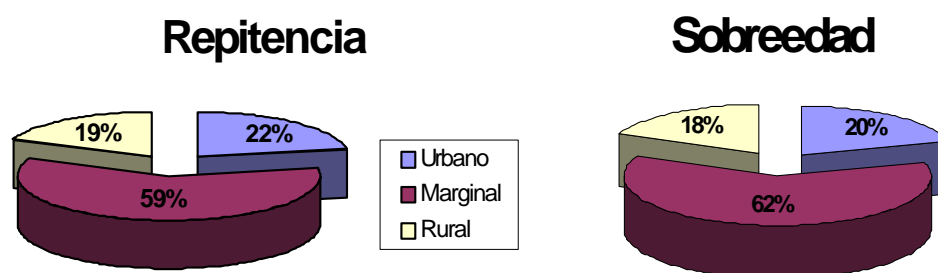 Repitencia
19%
22%
59%
Urbano
Marginal
Rural
Sobreedad
18%
20%
62%